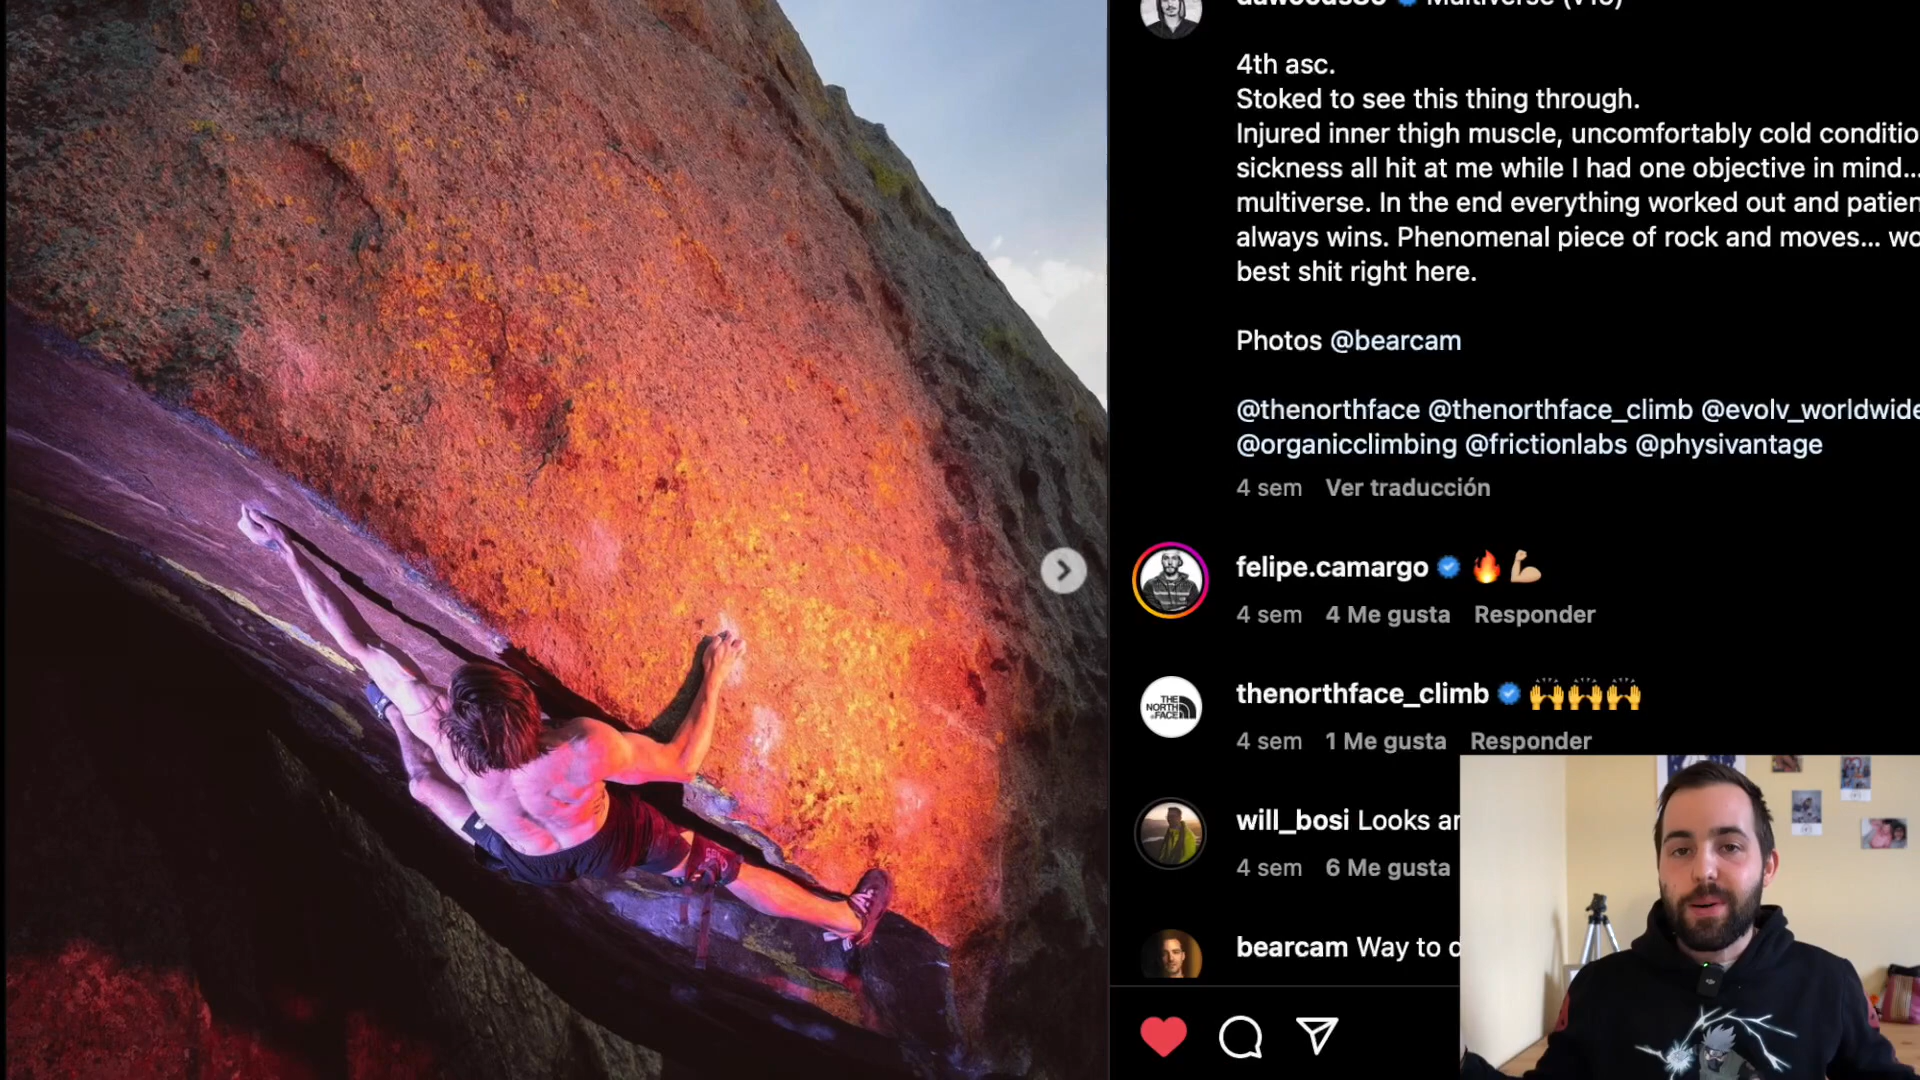 4th asc.
Stoked to see this thing through.
Injured inner thigh muscle, uncomfortably cold
sickness all hit at me while I had one objective in mind...
multiverse. In the end everything worked out and
always wins. Phenomenal piece of rock and moves...
best shit right here.
Photos @bearcam
@thenorthface @thenorthface_climb @evolv_worldwide
@organicclimbing @frictionlabs @physivantage
4 sem Ver traducción
felipe.camargo 🔥 💪🏼
4 sem 4 Me gusta Responder
THE
NORTH
FACE
thenorthface_climb 🙌🙌🙌
4 sem 1 Me gusta Responder
will_bosi Looks
4 sem 6 Me gusta
bearcam Way to